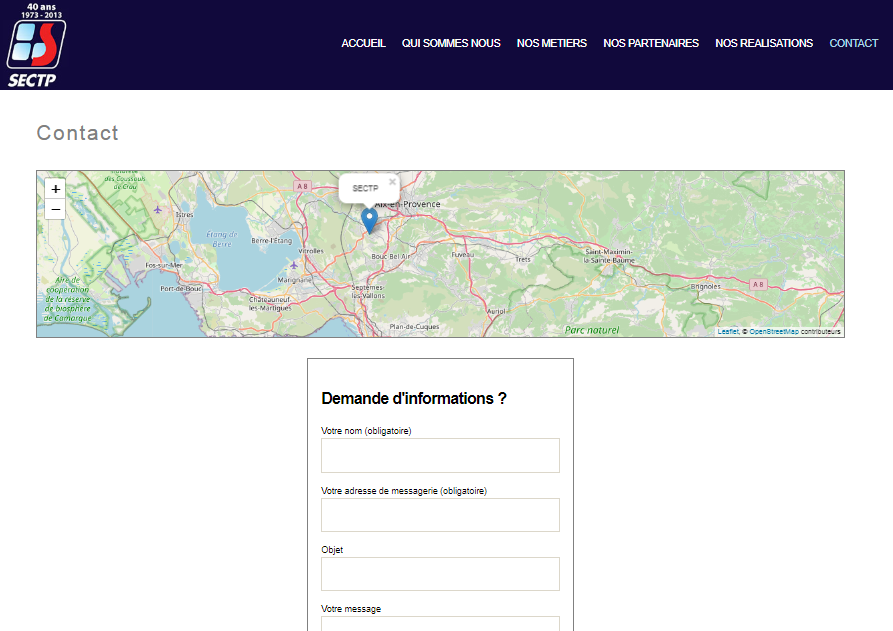 40 ans
1973 - 2013
SECTP
ACCUEIL QUI SOMMES NOUS NOS METIERS NOS PARTENAIRES NOS REALISATIONS CONTACT
Contact
+
−
SECTP ×
des Coussouls
de Crau
A 8
Aix-en-Provence
Istres
Étang de
Berre
Berre-l'Étang
Vitrolles
Bouc-Bel-Air
Fuveau
Trets
Saint-Maximin-
la-Sainte-Baume
Fos-sur-Mer
Marignane
Port-de-Bouc
Septèmes-
les-Vallons
Brignoles
A 8
Aire de
coopération
de la réserve
de biosphère
de Camargue
Châteauneuf-
les-Martigues
Auriol
Plan-de-Cuques
Parc naturel
Leaflet, © OpenStreetMap contributeurs
Demande d'informations ?
Votre nom (obligatoire)
Votre adresse de messagerie (obligatoire)
Objet
Votre message